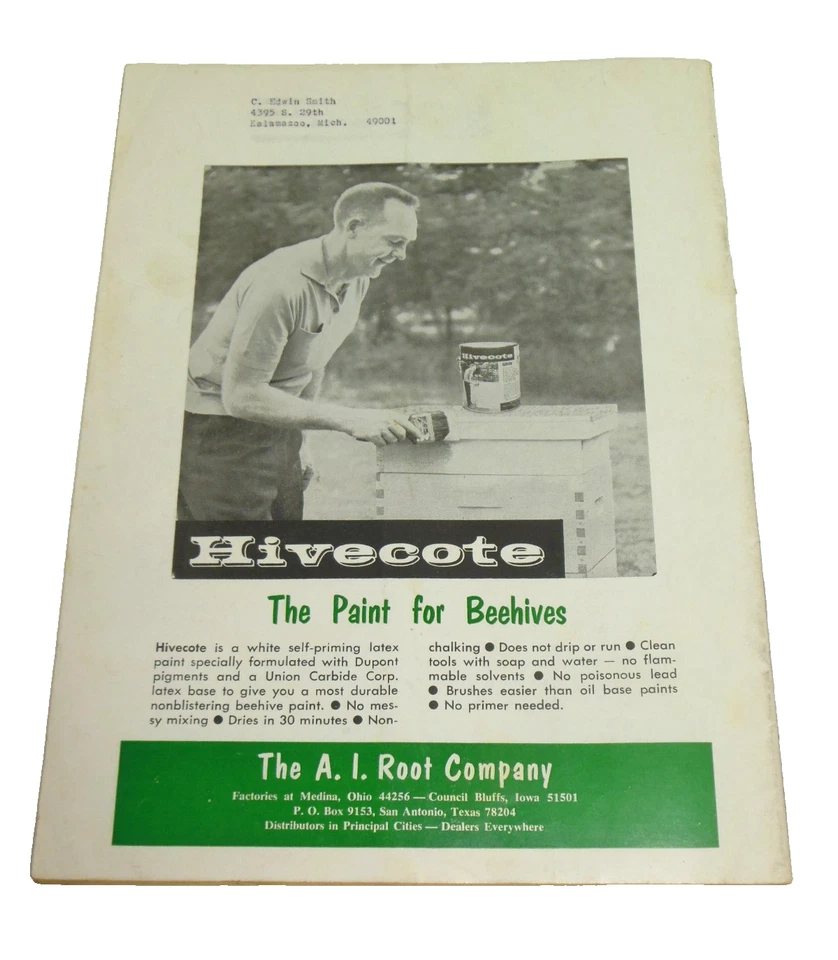 C. Edwin Smith
4395 S. 29th
Kalamazoo, Mich. 49001
Hivecote
Hivecote
The Paint for Beehives
Hivecote is a white self-priming latex
paint specially formulated with Dupont
pigments and a Union Carbide Corp.
latex base to give you a most durable
nonblistering beehive paint. ● No mes-
sy mixing ● Dries in 30 minutes ● Non-
chalking ● Does not drip or run ● Clean
tools with soap and water — no flam-
mable solvents ● No poisonous lead
● Brushes easier than oil base paints
● No primer needed.
The A. I. Root Company
Factories at Medina, Ohio 44256 — Council Bluffs, Iowa 51501
P. O. Box 9153, San Antonio, Texas 78204
Distributors in Principal Cities — Dealers Everywhere